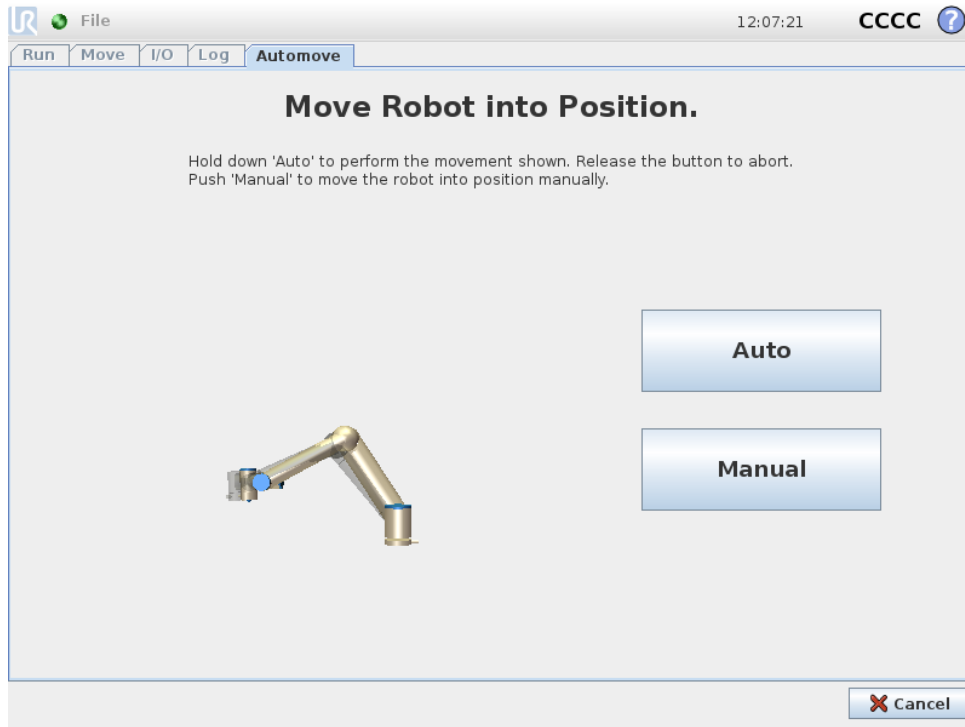 UR File 12:07:21 CCCC ?
Run Move I/O Log Automove
Move Robot into Position.
Hold down 'Auto' to perform the movement shown. Release the button to abort.
Push 'Manual' to move the robot into position manually.
Auto
Manual
Cancel